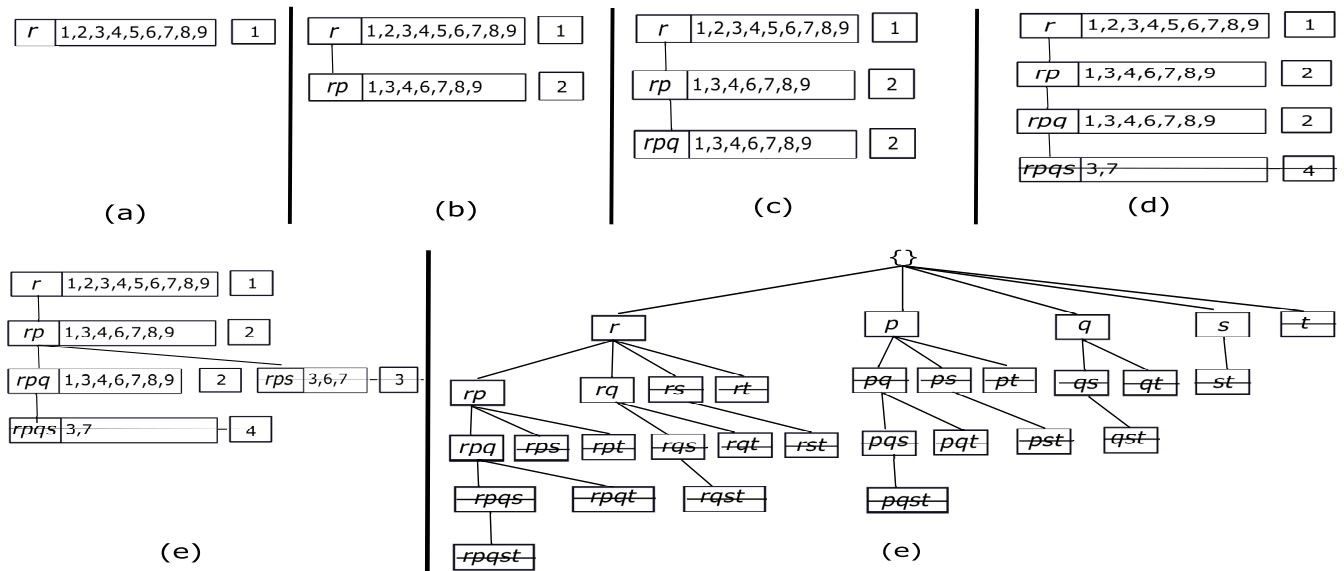 r 1,2,3,4,5,6,7,8,9 1
(a)
r 1,2,3,4,5,6,7,8,9 1
rp 1,3,4,6,7,8,9 2
(b)
r 1,2,3,4,5,6,7,8,9 1
rp 1,3,4,6,7,8,9 2
rpq 1,3,4,6,7,8,9 2
(c)
r 1,2,3,4,5,6,7,8,9 1
rp 1,3,4,6,7,8,9 2
rpq 1,3,4,6,7,8,9 2
rpqs 3,7 4
(d)
r 1,2,3,4,5,6,7,8,9 1
rp 1,3,4,6,7,8,9 2
rpq 1,3,4,6,7,8,9 2 rps 3,6,7 3
rpqs 3,7 4
(e)
{}
r p q s t
rp rq rs rt pq ps pt qs qt st
rpq rps rpt rqs rqt rst pqs pqt pst qst
rpqs rpqt rqst pqst
rpqst
(e)